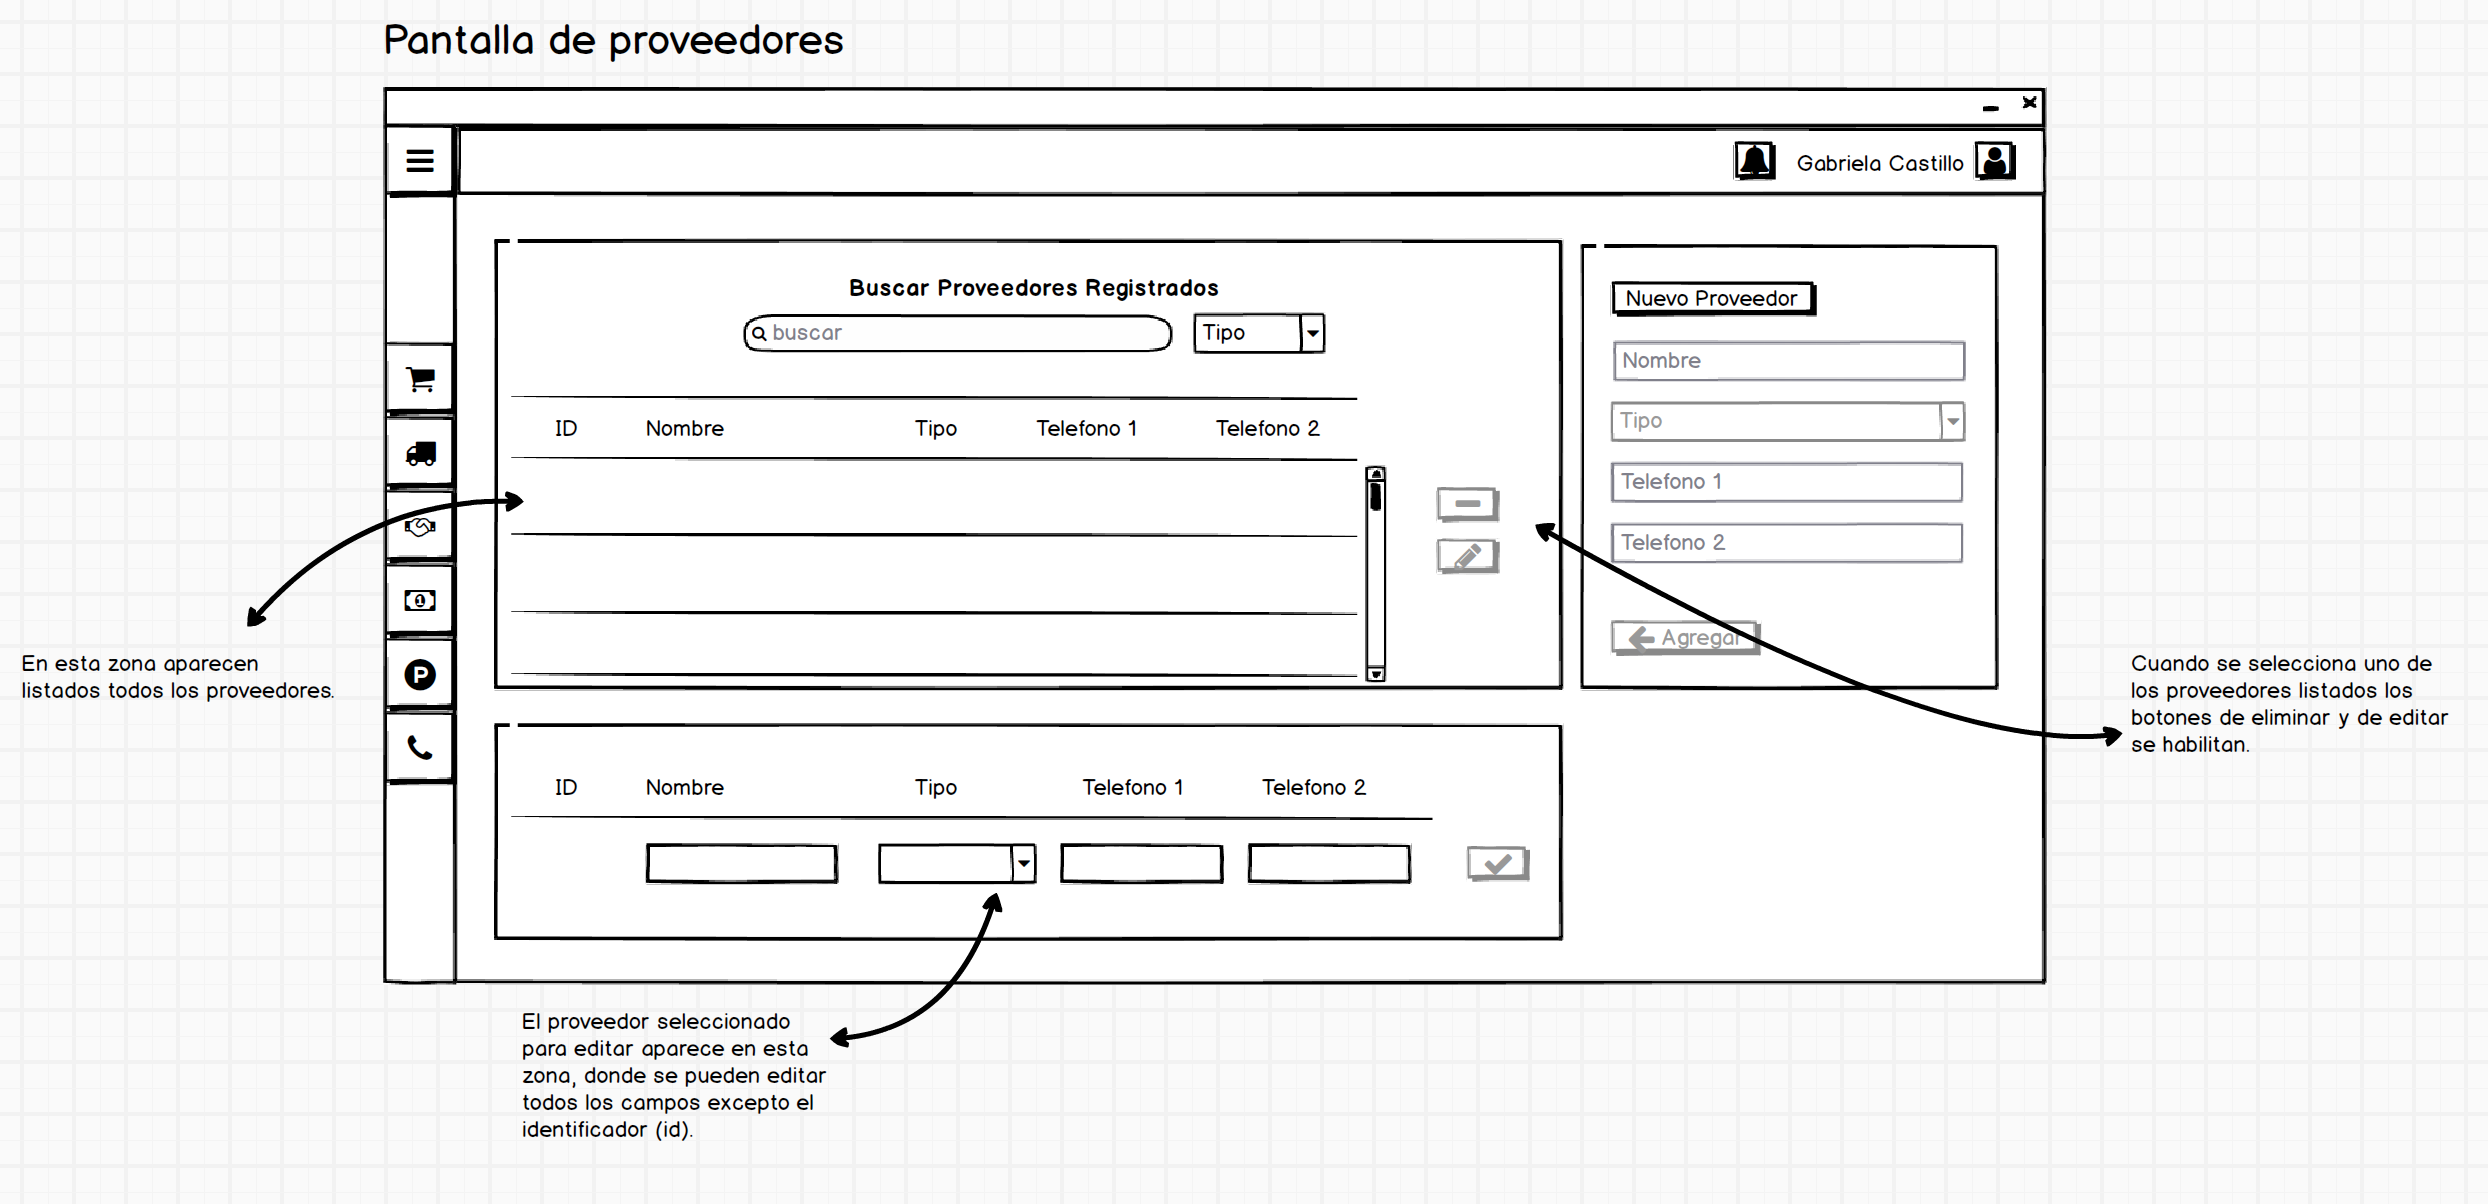 Pantalla de proveedores
Gabriela Castillo
Buscar Proveedores Registrados
buscar
Tipo
ID Nombre Tipo Telefono 1 Telefono 2
Nuevo Proveedor
Nombre
Tipo
Telefono 1
Telefono 2
Agregar
En esta zona aparecen
listados todos los proveedores.
Cuando se selecciona uno de
los proveedores listados los
botones de eliminar y de editar
se habilitan.
ID Nombre Tipo Telefono 1 Telefono 2
El proveedor seleccionado
para editar aparece en esta
zona, donde se pueden editar
todos los campos excepto el
identificador (id).
1
P